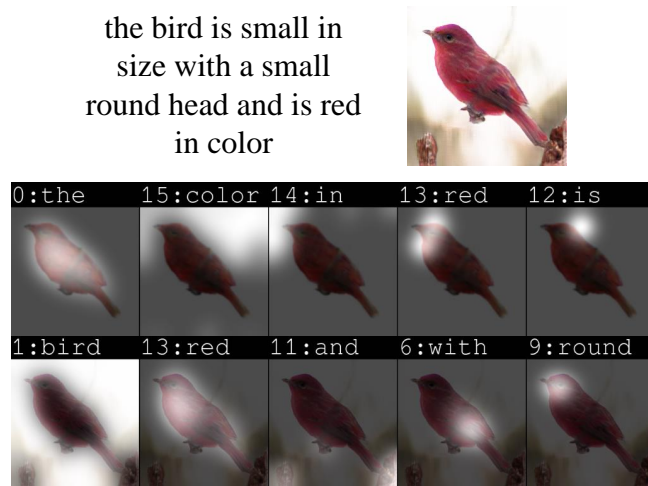 the bird is small in
size with a small
round head and is red
in color
0:the 15:color 14:in 13:red 12:is
1:bird 13:red 11:and 6:with 9:round